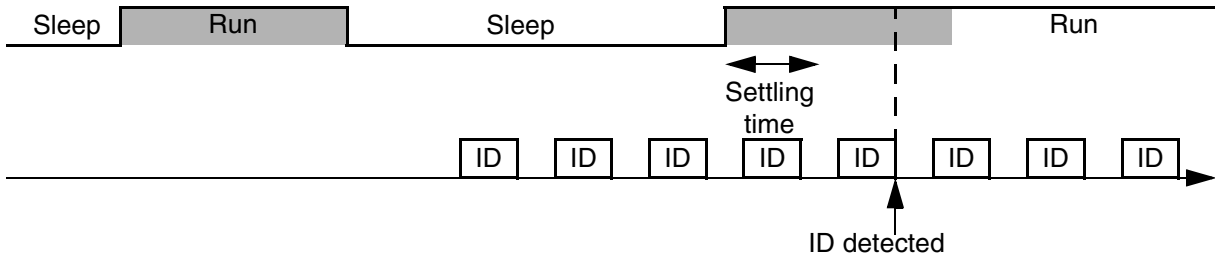 Sleep Run Sleep Run
Settling
time
ID ID ID ID ID ID ID ID
ID detected